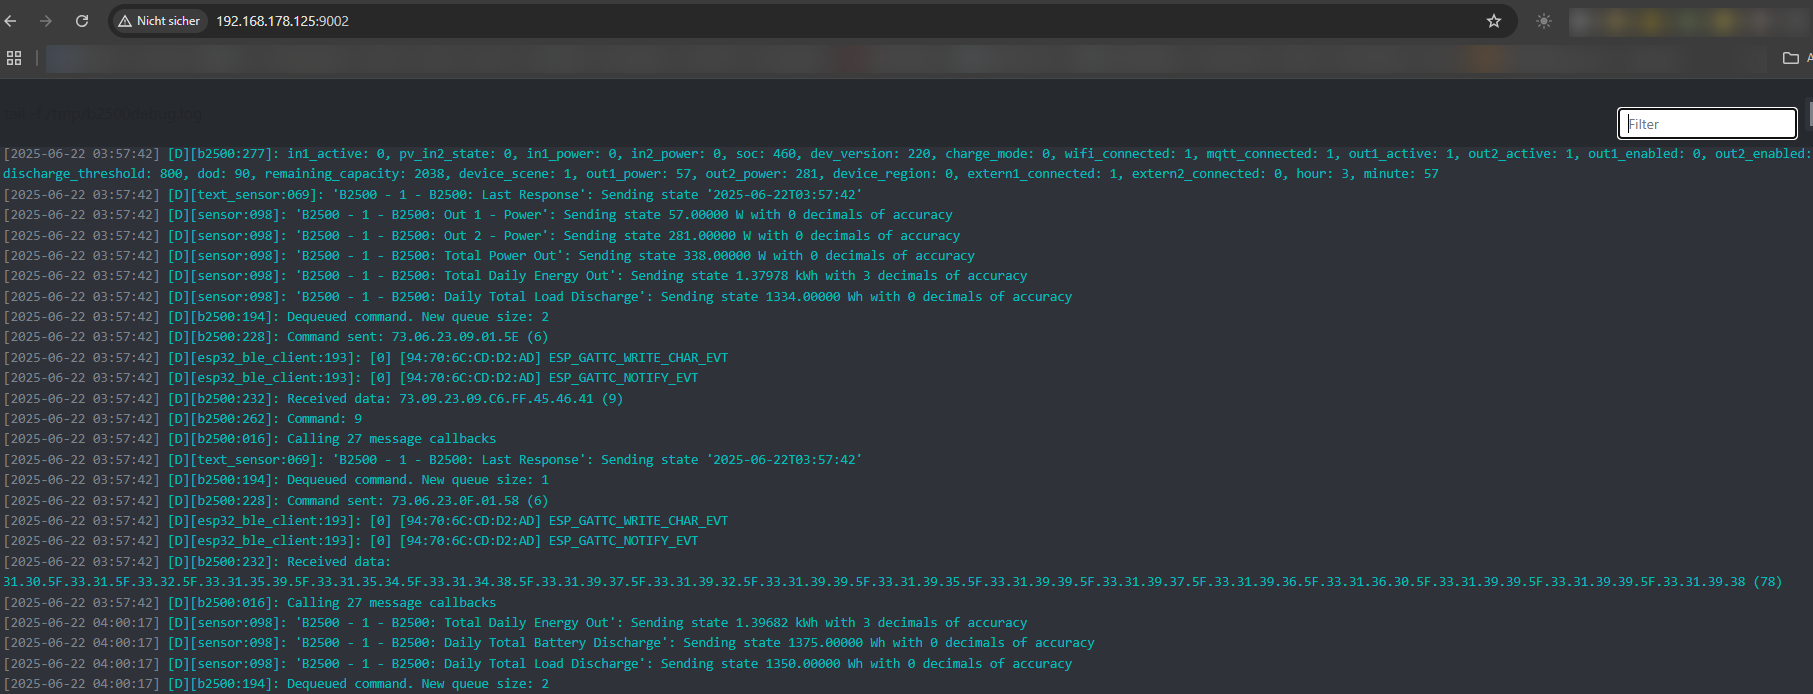 Nicht sicher 192.168.178.125:9002
A
Filter
[2025-06-22 03:57:42] [D][b2500:277]: in1_active: 0, pv_in2_state: 0, in1_power: 0, in2_power: 0, soc: 460, dev_version: 220, charge_mode: 0, wifi_connected: 1, mqtt_connected: 1, out1_active: 1, out2_active: 1, out1_enabled: 0, out2_enabled:
discharge_threshold: 800, dod: 90, remaining_capacity: 2038, device_scene: 1, out1_power: 57, out2_power: 281, device_region: 0, extern1_connected: 1, extern2_connected: 0, hour: 3, minute: 57
[2025-06-22 03:57:42] [D][text_sensor:069]: 'B2500 - 1 - B2500: Last Response': Sending state '2025-06-22T03:57:42'
[2025-06-22 03:57:42] [D][sensor:098]: 'B2500 - 1 - B2500: Out 1 - Power': Sending state 57.00000 W with 0 decimals of accuracy
[2025-06-22 03:57:42] [D][sensor:098]: 'B2500 - 1 - B2500: Out 2 - Power': Sending state 281.00000 W with 0 decimals of accuracy
[2025-06-22 03:57:42] [D][sensor:098]: 'B2500 - 1 - B2500: Total Power Out': Sending state 338.00000 W with 0 decimals of accuracy
[2025-06-22 03:57:42] [D][sensor:098]: 'B2500 - 1 - B2500: Total Daily Energy Out': Sending state 1.37978 kWh with 3 decimals of accuracy
[2025-06-22 03:57:42] [D][sensor:098]: 'B2500 - 1 - B2500: Daily Total Load Discharge': Sending state 1334.00000 Wh with 0 decimals of accuracy
[2025-06-22 03:57:42] [D][b2500:194]: Dequeued command. New queue size: 2
[2025-06-22 03:57:42] [D][b2500:228]: Command sent: 73.06.23.09.01.5E (6)
[2025-06-22 03:57:42] [D][esp32_ble_client:193]: [0] [94:70:6C:CD:D2:AD] ESP_GATTC_WRITE_CHAR_EVT
[2025-06-22 03:57:42] [D][esp32_ble_client:193]: [0] [94:70:6C:CD:D2:AD] ESP_GATTC_NOTIFY_EVT
[2025-06-22 03:57:42] [D][b2500:232]: Received data: 73.09.23.09.C6.FF.45.46.41 (9)
[2025-06-22 03:57:42] [D][b2500:262]: Command: 9
[2025-06-22 03:57:42] [D][b2500:016]: Calling 27 message callbacks
[2025-06-22 03:57:42] [D][text_sensor:069]: 'B2500 - 1 - B2500: Last Response': Sending state '2025-06-22T03:57:42'
[2025-06-22 03:57:42] [D][b2500:194]: Dequeued command. New queue size: 1
[2025-06-22 03:57:42] [D][b2500:228]: Command sent: 73.06.23.0F.01.58 (6)
[2025-06-22 03:57:42] [D][esp32_ble_client:193]: [0] [94:70:6C:CD:D2:AD] ESP_GATTC_WRITE_CHAR_EVT
[2025-06-22 03:57:42] [D][esp32_ble_client:193]: [0] [94:70:6C:CD:D2:AD] ESP_GATTC_NOTIFY_EVT
[2025-06-22 03:57:42] [D][b2500:232]: Received data:
31.30.5F.33.31.5F.33.32.5F.33.31.35.39.5F.33.31.35.34.5F.33.31.34.38.5F.33.31.39.37.5F.33.31.39.32.5F.33.31.39.39.5F.33.31.39.35.5F.33.31.39.39.5F.33.31.39.37.5F.33.31.39.36.5F.33.31.36.30.5F.33.31.39.39.5F.33.31.39.39.5F.33.31.39.38 (78)
[2025-06-22 03:57:42] [D][b2500:016]: Calling 27 message callbacks
[2025-06-22 04:00:17] [D][sensor:098]: 'B2500 - 1 - B2500: Total Daily Energy Out': Sending state 1.39682 kWh with 3 decimals of accuracy
[2025-06-22 04:00:17] [D][sensor:098]: 'B2500 - 1 - B2500: Daily Total Battery Discharge': Sending state 1375.00000 Wh with 0 decimals of accuracy
[2025-06-22 04:00:17] [D][sensor:098]: 'B2500 - 1 - B2500: Daily Total Load Discharge': Sending state 1350.00000 Wh with 0 decimals of accuracy
[2025-06-22 04:00:17] [D][b2500:194]: Dequeued command. New queue size: 2